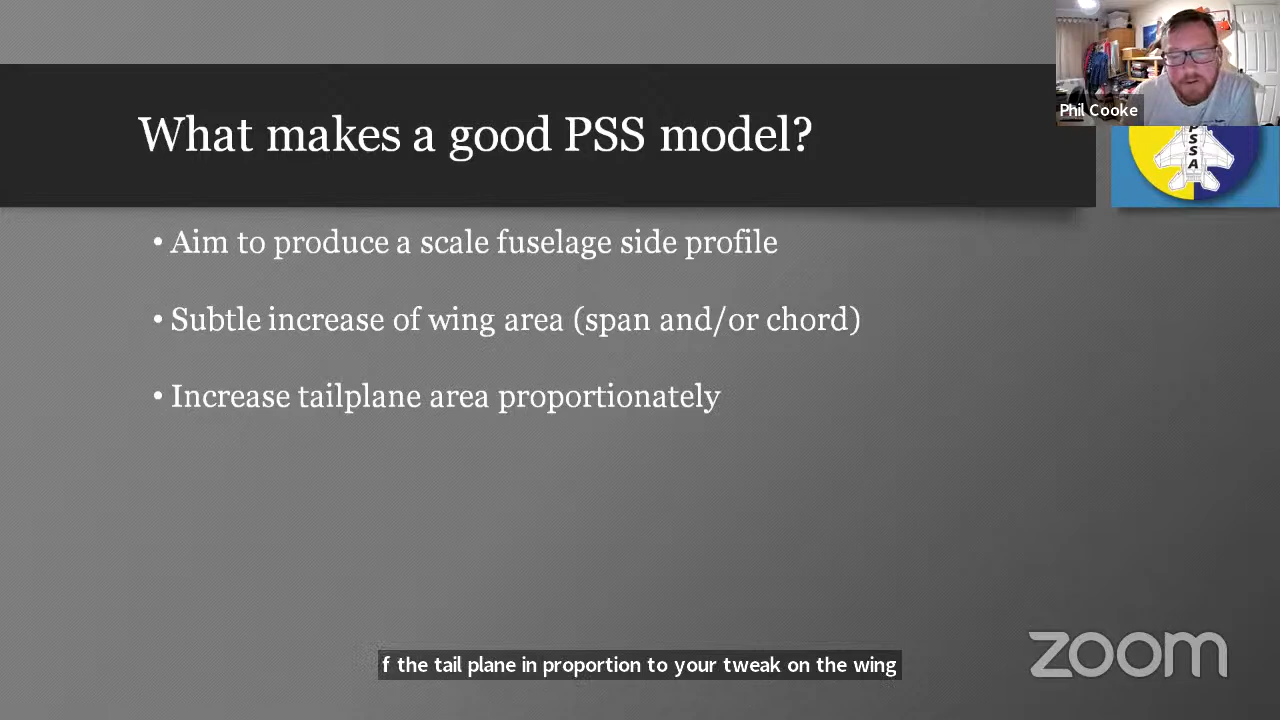 What makes a good PSS model?
Phil Cooke
PSSA
• Aim to produce a scale fuselage side profile
• Subtle increase of wing area (span and/or chord)
• Increase tailplane area proportionately
f the tail plane in proportion to your tweak on the wing
zoom